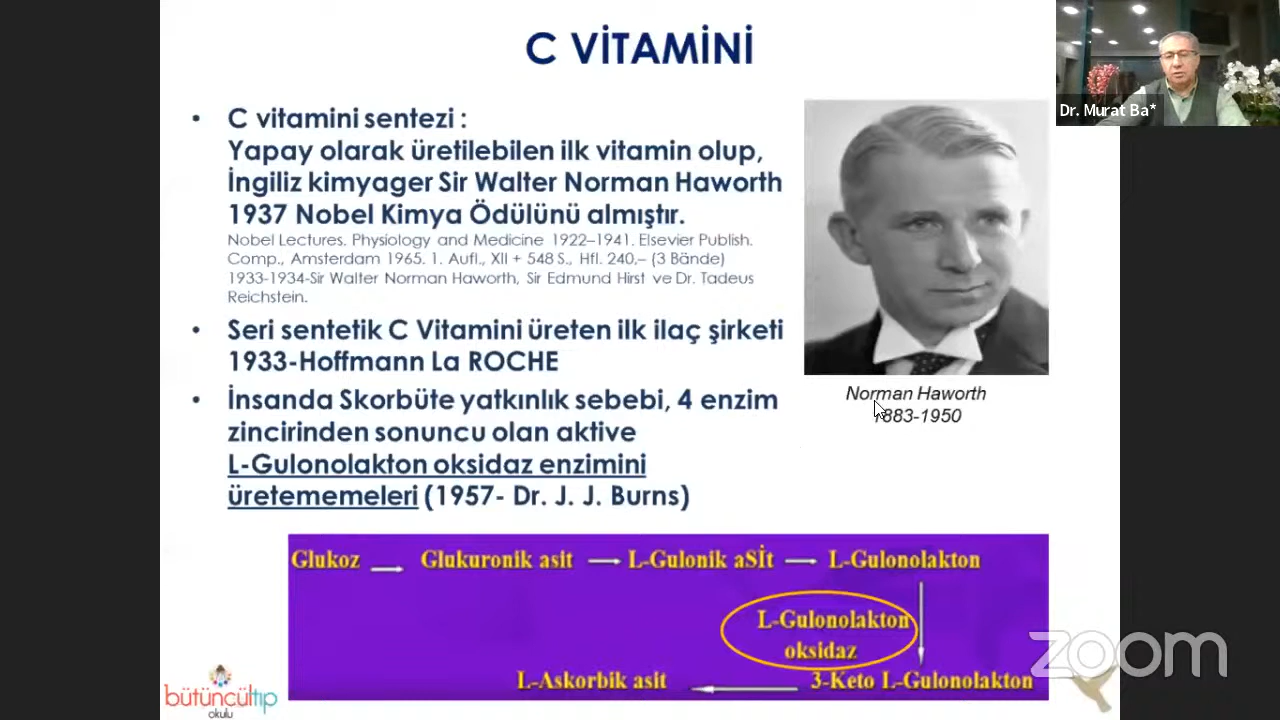 C VİTAMİNİ
Dr. Murat Ba*
• C vitamini sentezi :
Yapay olarak üretilebilen ilk vitamin olup,
İngiliz kimyager Sir Walter Norman Haworth
1937 Nobel Kimya Ödülünü almıştır.
Nobel Lectures. Physiology and Medicine 1922–1941. Elsevier Publish.
Comp., Amsterdam 1965. 1. Aufl., XII + 548 S., Hfl. 240,– (3 Bände)
1933-1934-Sir Walter Norman Haworth, Sir Edmund Hirst ve Dr. Tadeus
Reichstein.
• Seri sentetik C Vitamini üreten ilk ilaç şirketi
1933-Hoffmann La ROCHE
• İnsanda Skorbüte yatkınlık sebebi, 4 enzim
zincirinden sonuncu olan aktive
L-Gulonolakton oksidaz enzimini
üretememeleri (1957- Dr. J. J. Burns)
Norman Haworth
1883-1950
Glukoz → Glukuronik asit → L-Gulonik aSİt → L-Gulonolakton
L-Gulonolakton
oksidaz
L-Askorbik asit ← 3-Keto L-Gulonolakton
zoom
bütüncültıp
okulu